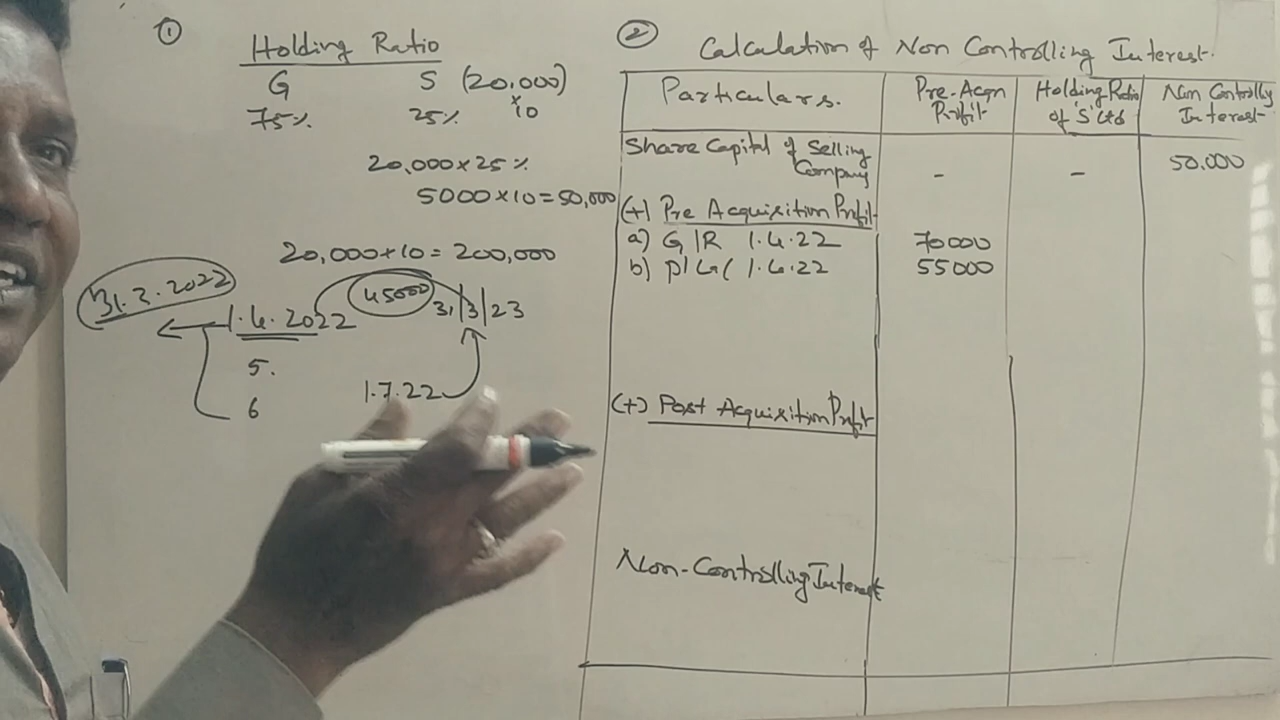 ①
Holding Ratio
G S (20,000)
×10
75% 25%
20,000 × 25%
5000 × 10 = 50,000
20,000 × 10 = 200,000
31.3.2022
1.4.2022 45000 31/3/23
5.
6
1.7.22
② Calculation of Non Controlling Interest.
Particulars. Pre-Acqn Profit Holding Ratio of 'S' Ltd Non Controlling Interest
Share Capital of Selling Company - - 50.000
(+) Pre Acquisition Profit
a) G/R 1.4.22 70000
b) 1.4.22 55000
(+) Post Acquisition Profit
Non-Controlling Interest